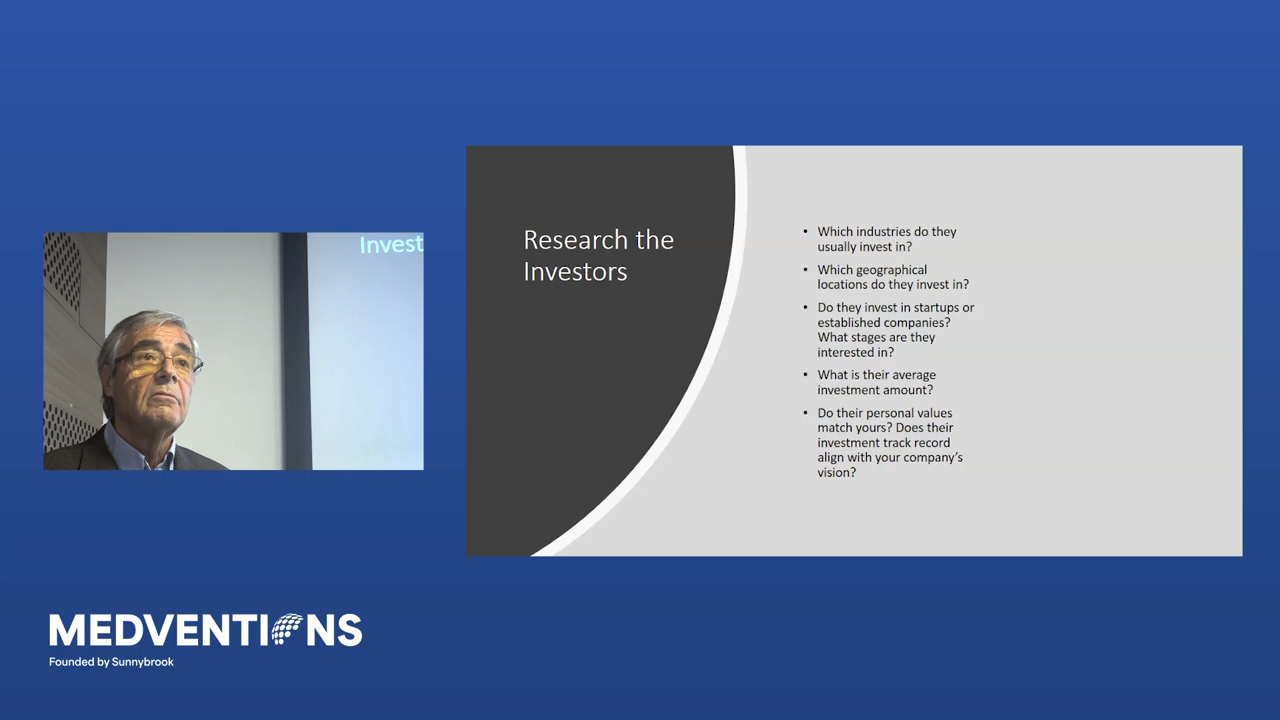 Invest
Research the
Investors
• Which industries do they
usually invest in?
• Which geographical
locations do they invest in?
• Do they invest in startups or
established companies?
What stages are they
interested in?
• What is their average
investment amount?
• Do their personal values
match yours? Does their
investment track record
align with your company's
vision?
MEDVENTIONS
Founded by Sunnybrook